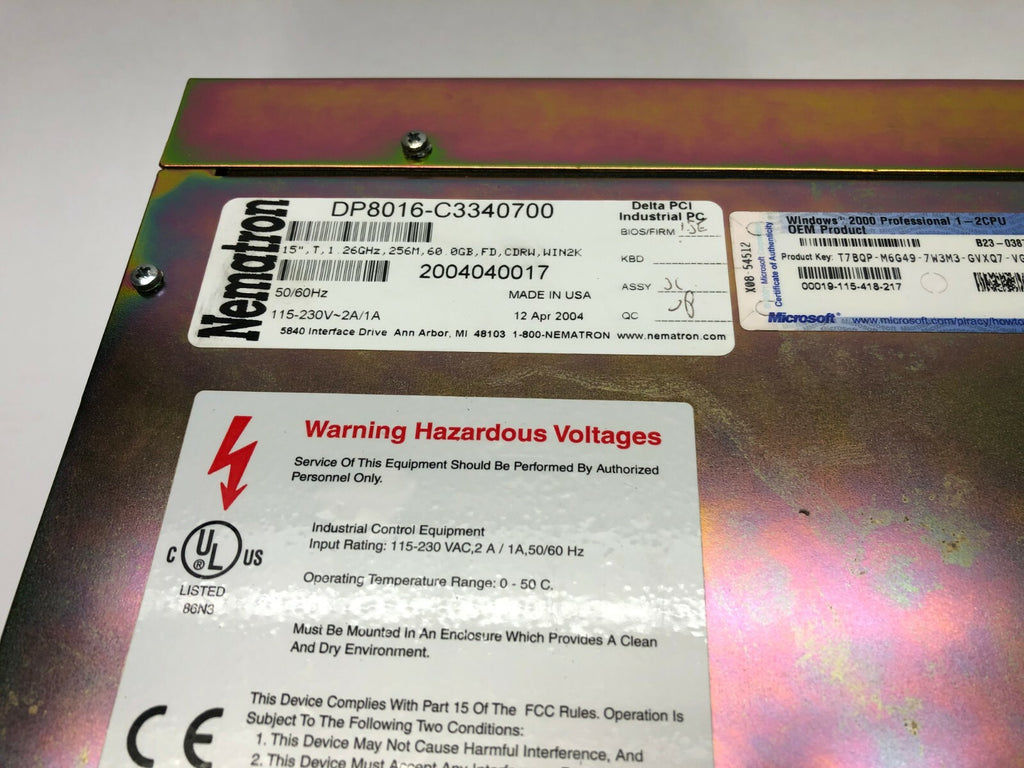 Nematron
DP8016-C3340700
15",T,1.26GHz,256M,60.0GB,FD,CDRW,WIN2K
2004040017
50/60Hz
MADE IN USA
115-230V~2A/1A
12 Apr 2004
5840 Interface Drive Ann Arbor, MI 48103 1-800-NEMATRON www.nematron.com
Delta PCI
Industrial PC
BIOS/FIRM
KBD
ASSY
QC
Windows® 2000 Professional 1-2CPU
OEM Product
B23-038
Product Key: T7BQP-M6G49-7W3M3-GVXQ7-VG
00019-115-418-217
X08-54512
Microsoft
Certificate of Authenticity
Microsoft® www.microsoft.com/piracy/howto
Warning Hazardous Voltages
Service Of This Equipment Should Be Performed By Authorized
Personnel Only.
Industrial Control Equipment
Input Rating: 115-230 VAC,2 A / 1A,50/60 Hz
C UL ® US
LISTED
86N3
Operating Temperature Range: 0 - 50 C.
Must Be Mounted In An Enclosure Which Provides A Clean
And Dry Environment.
CE
This Device Complies With Part 15 Of The FCC Rules. Operation Is
Subject To The Following Two Conditions:
1. This Device May Not Cause Harmful Interference, And
2. This Device Must Accept Any